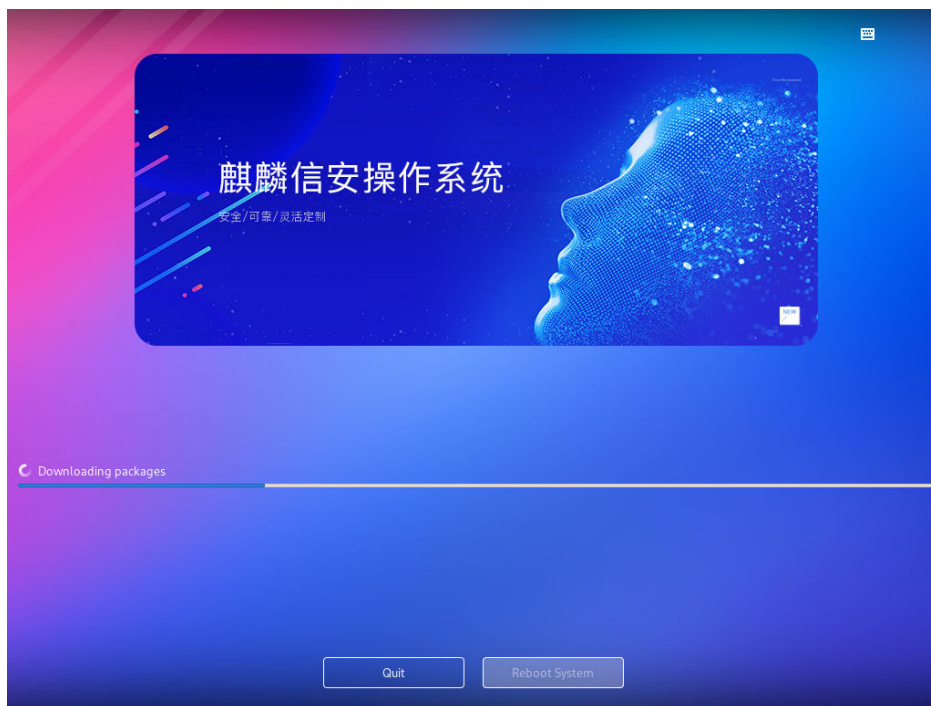 麒麟信安操作系统
安全/可靠/灵活定制
NEW
Downloading packages
Quit
Reboot System